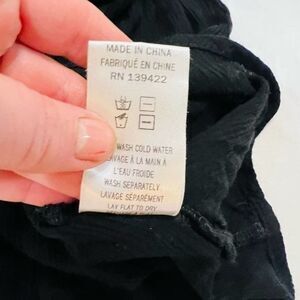 MADE IN CHINA
FABRIQUÉ EN CHINE
RN 139422
WASH COLD WATER
LAVAGE À LA MAIN A
L'EAU FROIDE
WASH SEPARATELY
LAVAGE SÉPARÉMENT
LAY FLAT TO DRY